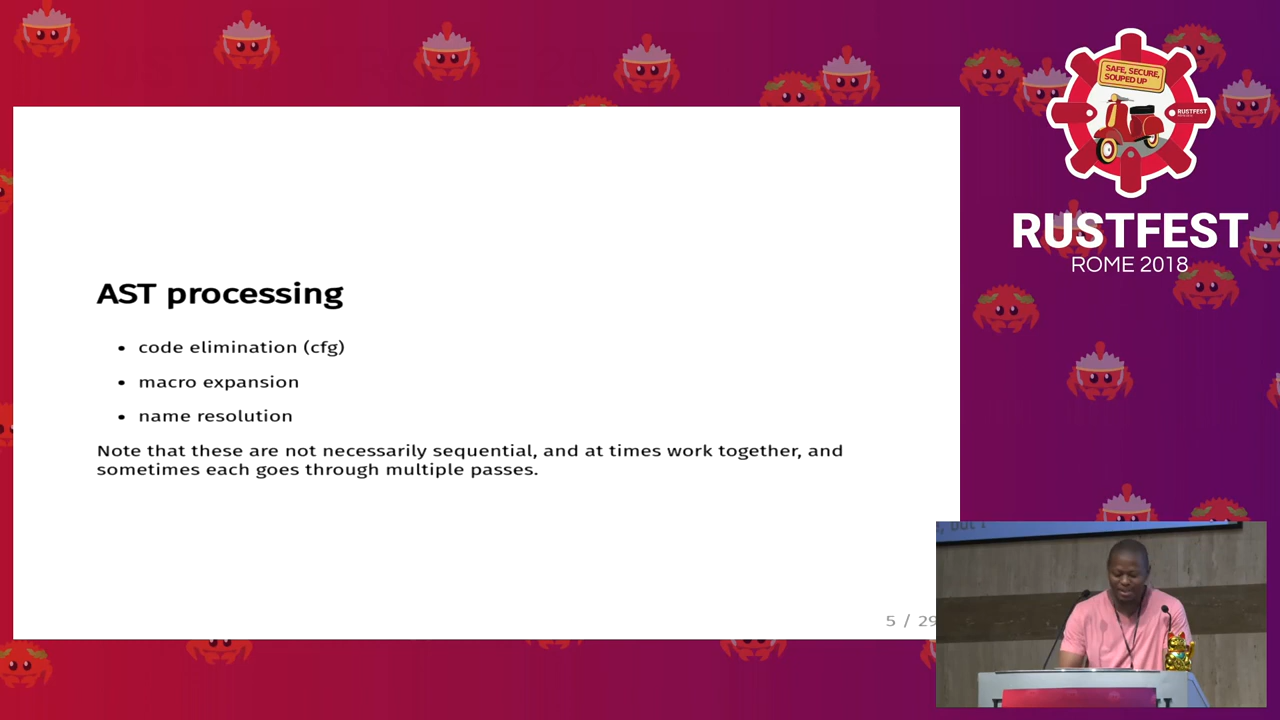 SAFE, SECURE,
SOUPED UP
RUSTFEST
RUSTFEST
ROME 2018
AST processing
• code elimination (cfg)
• macro expansion
• name resolution
Note that these are not necessarily sequential, and at times work together, and
sometimes each goes through multiple passes.
5 / 29